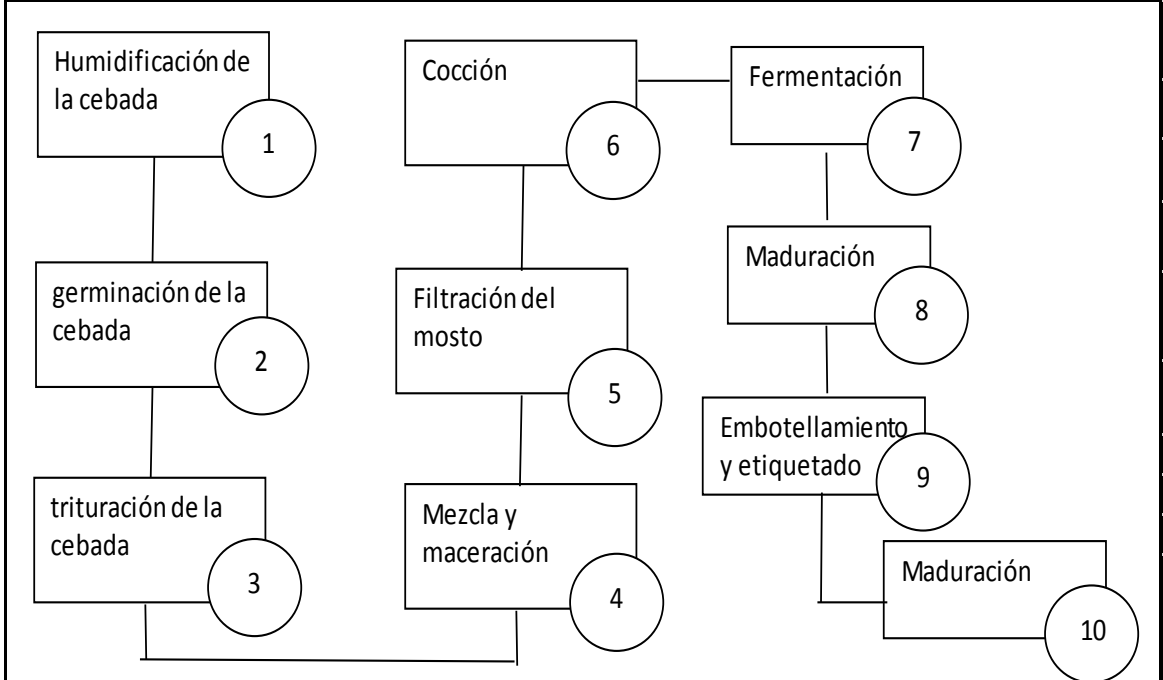 Humidificación de
la cebada
1
germinación de la
cebada
2
trituración de la
cebada
3
Mezcla y
maceración
4
Filtración del
mosto
5
Cocción
6
Fermentación
7
Maduración
8
Embotellamiento
y etiquetado
9
Maduración
10